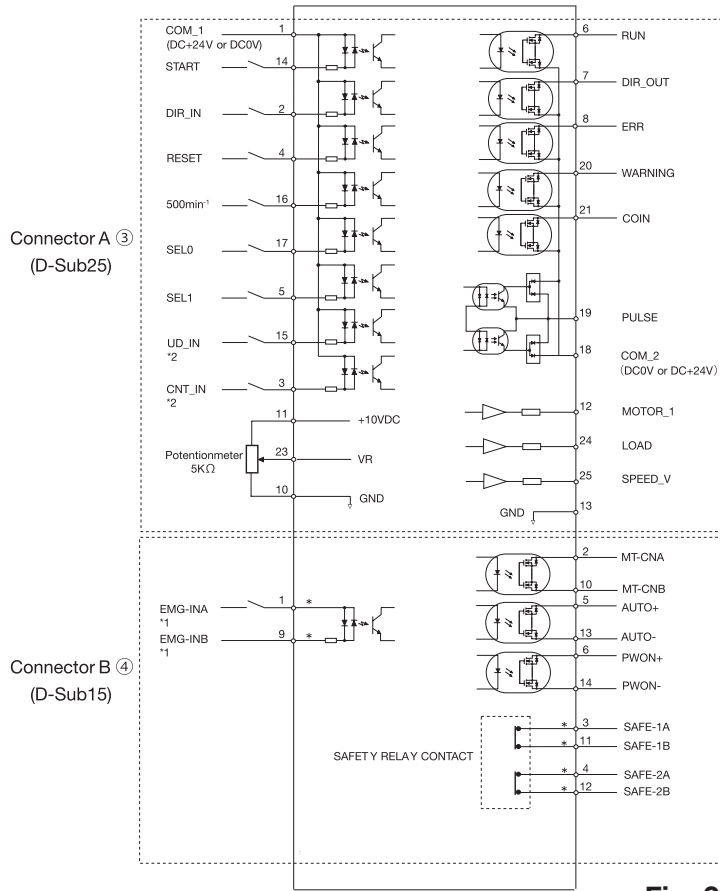 Connector A ③
(D-Sub25)
COM_1
(DC+24V or DC0V)
1
START
14
DIR_IN
2
RESET
4
500min⁻¹
16
SEL0
17
SEL1
5
UD_IN
*2
15
CNT_IN
*2
3
11
+10VDC
Potentionmeter
5KΩ
23
VR
10
GND
6
RUN
7
DIR_OUT
8
ERR
20
WARNING
21
COIN
19
PULSE
18
COM_2
(DC0V or DC+24V)
12
MOTOR_1
24
LOAD
25
SPEED_V
GND
13
Connector B ④
(D-Sub15)
EMG-INA
*1
1
*
EMG-INB
*1
9
*
2
MT-CNA
10
MT-CNB
5
AUTO+
13
AUTO-
6
PWON+
14
PWON-
SAFETY RELAY CONTACT
*
3
SAFE-1A
*
11
SAFE-1B
*
4
SAFE-2A
*
12
SAFE-2B